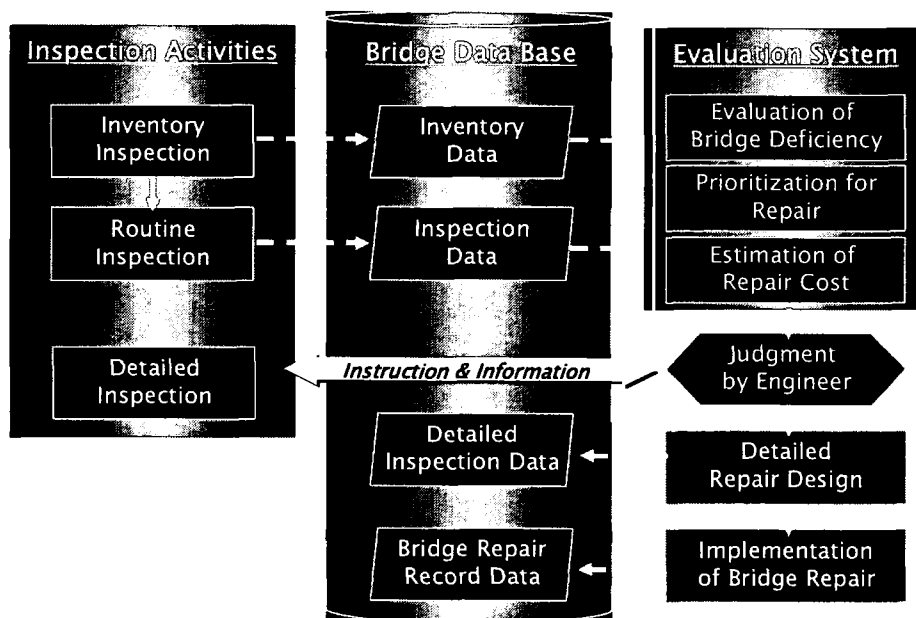 Inspection Activities
Inventory
Inspection
Routine
Inspection
Detailed
Inspection
Bridge Data Base
Inventory
Data
Inspection
Data
Instruction & Information
Detailed
Inspection Data
Bridge Repair
Record Data
Evaluation System
Evaluation of
Bridge Deficiency
Prioritization for
Repair
Estimation of
Repair Cost
Judgment
by Engineer
Detailed
Repair Design
Implementation
of Bridge Repair